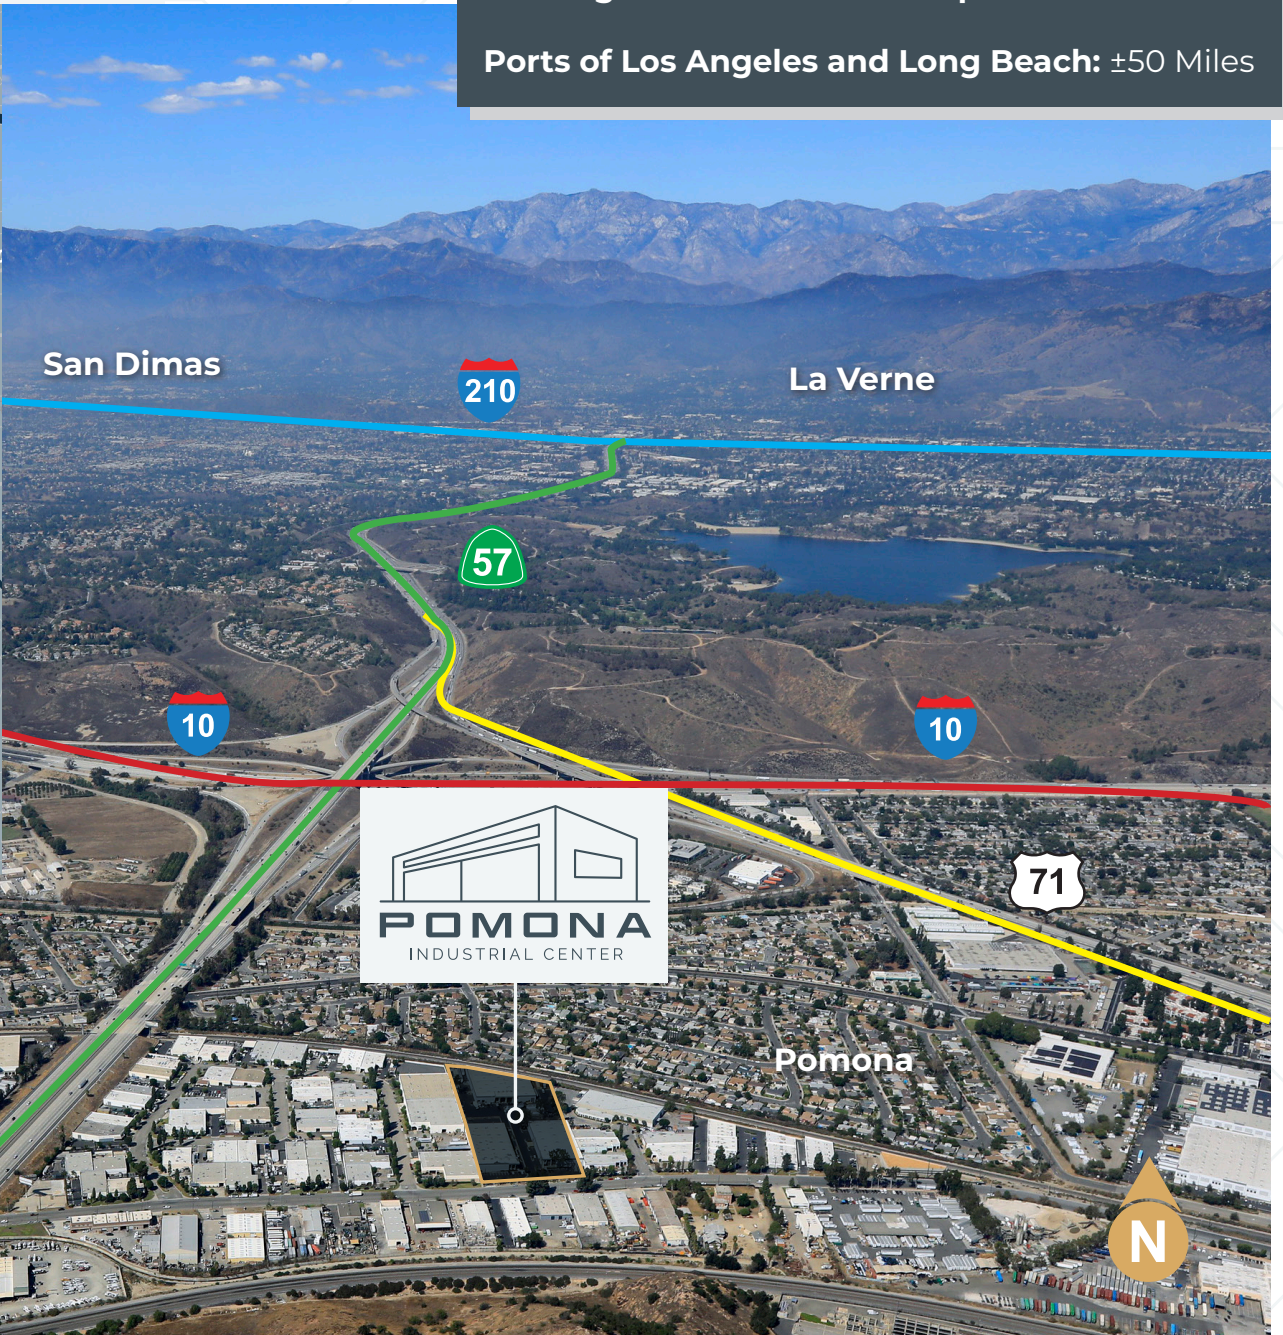 Ports of Los Angeles and Long Beach: ±50 Miles
San Dimas
210
La Verne
57
10
10
71
POMONA
INDUSTRIAL CENTER
Pomona
N